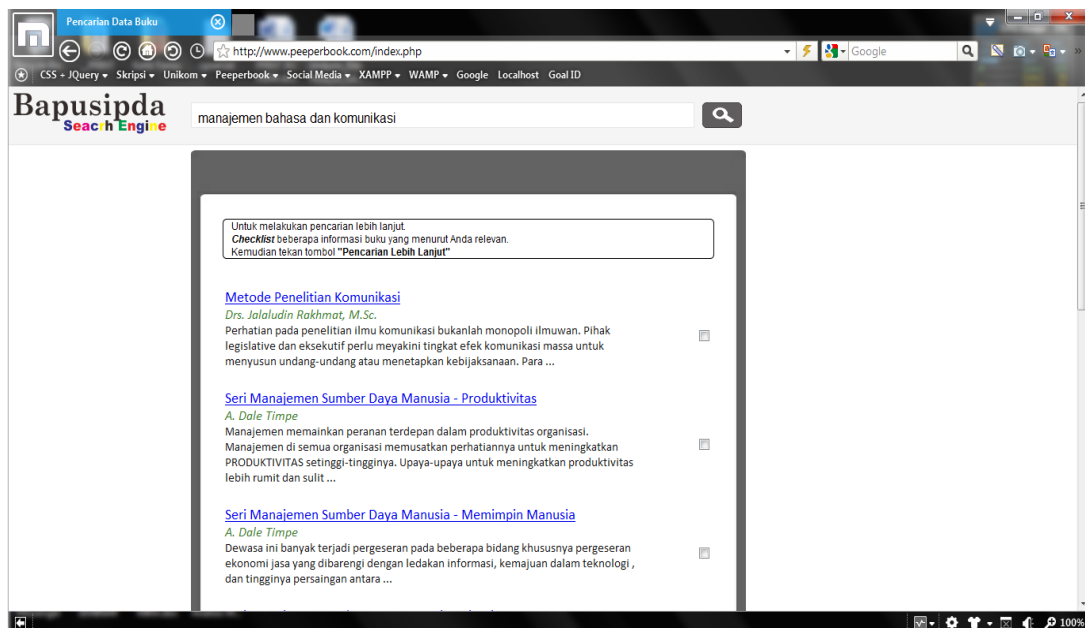 Pencarian Data Buku
http://www.peeperbook.com/index.php
Google
CSS + JQuery Skripsi Unikom Peeperbook Social Media XAMPP WAMP Google Localhost Goal ID
Bapusipda
Seacrh Engine
manajemen bahasa dan komunikasi
Untuk melakukan pencarian lebih lanjut.
Checklist beberapa informasi buku yang menurut Anda relevan.
Kemudian tekan tombol "Pencarian Lebih Lanjut"
Metode Penelitian Komunikasi
Drs. Jalaludin Rakhmat, M.Sc.
Perhatian pada penelitian ilmu komunikasi bukanlah monopoli ilmuwan. Pihak
legislative dan eksekutif perlu meyakini tingkat efek komunikasi massa untuk
menyusun undang-undang atau menetapkan kebijaksanaan. Para ...
Seri Manajemen Sumber Daya Manusia - Produktivitas
A. Dale Timpe
Manajemen memainkan peranan terdepan dalam produktivitas organisasi.
Manajemen di semua organisasi memusatkan perhatiannya untuk meningkatkan
PRODUKTIVITAS setinggi-tingginya. Upaya-upaya untuk meningkatkan produktivitas
lebih rumit dan sulit ...
Seri Manajemen Sumber Daya Manusia - Memimpin Manusia
A. Dale Timpe
Dewasa ini banyak terjadi pergeseran pada beberapa bidang khususnya pergeseran
ekonomi jasa yang dibarengi dengan ledakan informasi, kemajuan dalam teknologi ,
dan tingginya persaingan antara ...
100%